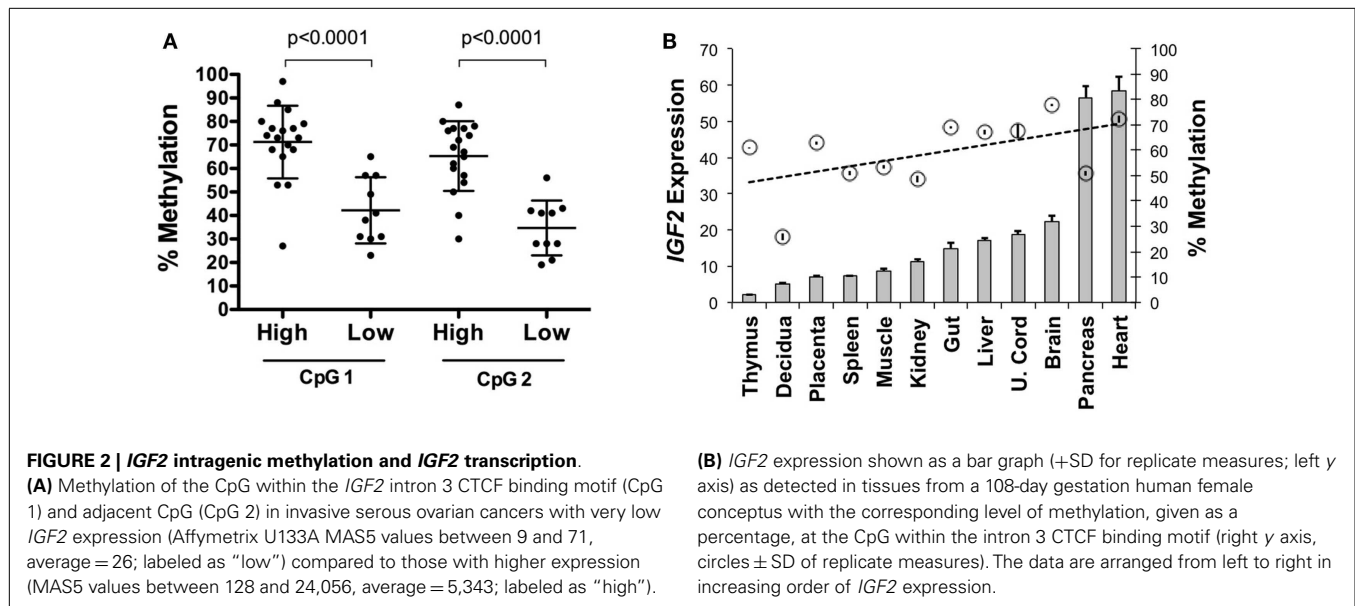 A
p<0.0001
p<0.0001
% Methylation
100
90
80
70
60
50
40
30
20
10
0
High
Low
High
Low
CpG 1
CpG 2
B
IGF2 Expression
70
60
50
40
30
20
10
0
100
90
80
70
60
50
40
30
20
10
0
% Methylation
Thymus
Decidua
Placenta
Spleen
Muscle
Kidney
Gut
Liver
U. Cord
Brain
Pancreas
Heart
FIGURE 2 | IGF2 intragenic methylation and IGF2 transcription.
(A) Methylation of the CpG within the IGF2 intron 3 CTCF binding motif (CpG
1) and adjacent CpG (CpG 2) in invasive serous ovarian cancers with very low
IGF2 expression (Affymetrix U133A MAS5 values between 9 and 71,
average = 26; labeled as “low”) compared to those with higher expression
(MAS5 values between 128 and 24,056, average = 5,343; labeled as “high”).
(B) IGF2 expression shown as a bar graph (+SD for replicate measures; left y
axis) as detected in tissues from a 108-day gestation human female
conceptus with the corresponding level of methylation, given as a
percentage, at the CpG within the intron 3 CTCF binding motif (right y axis,
circles ± SD of replicate measures). The data are arranged from left to right in
increasing order of IGF2 expression.